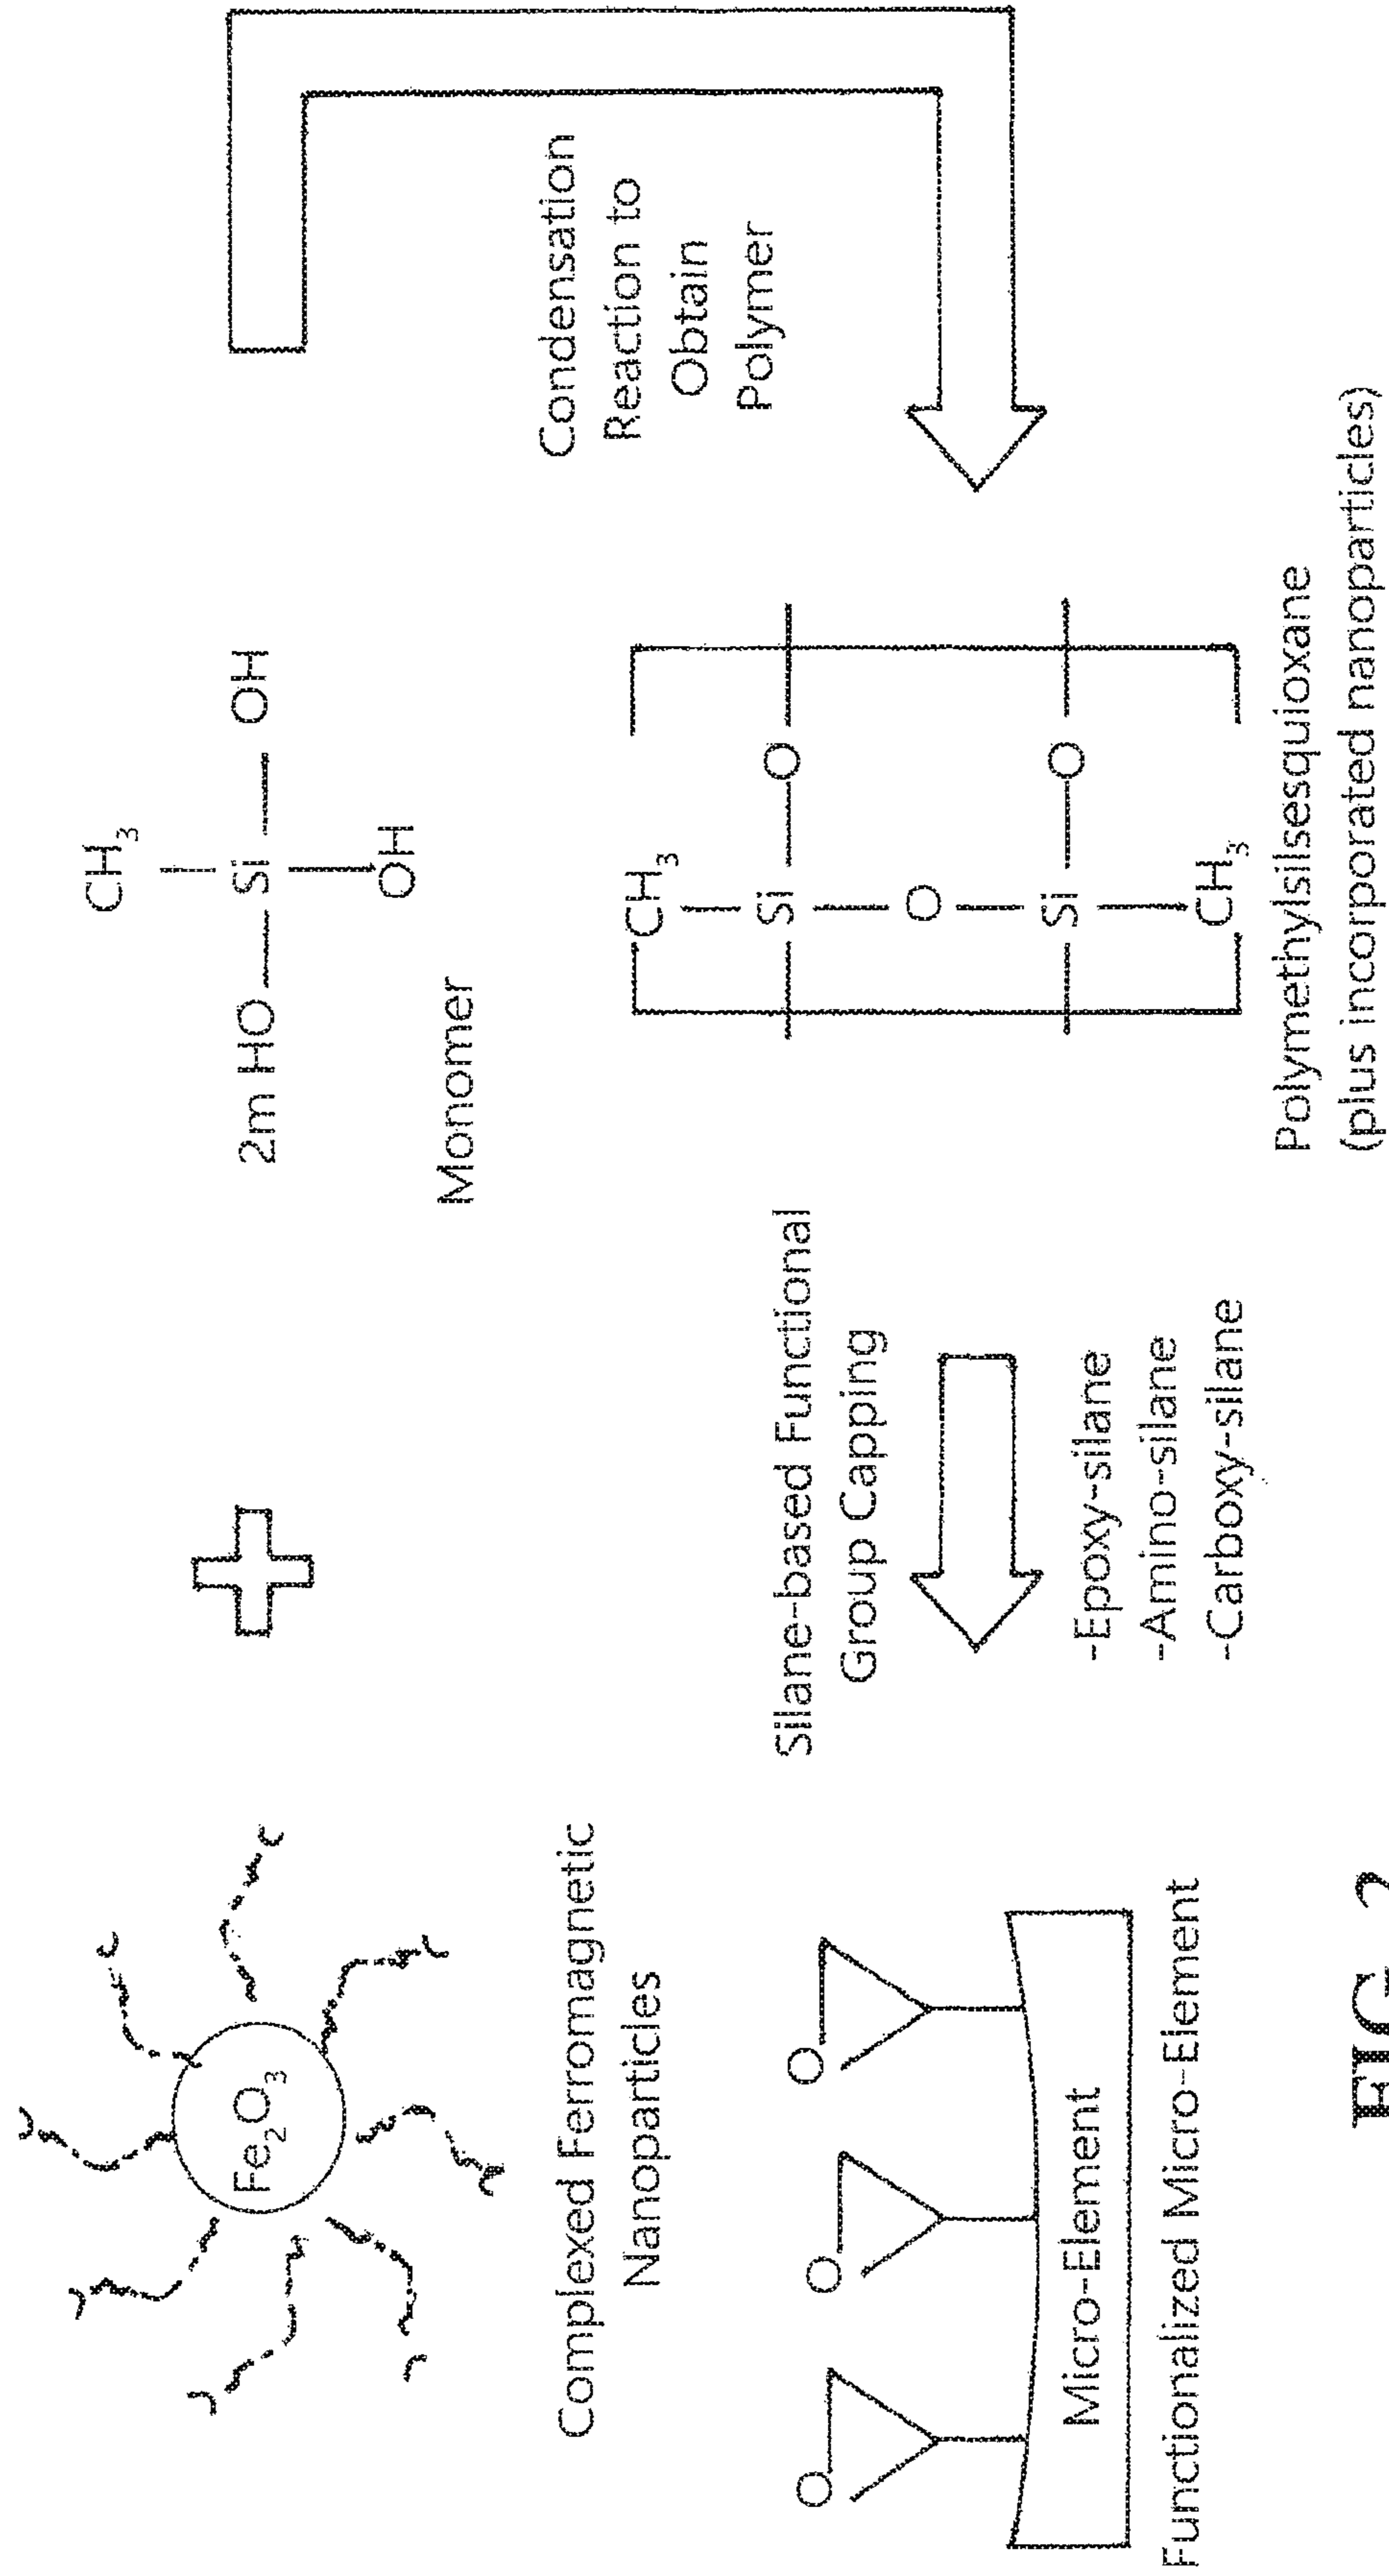 CH₃
2m HO Si OH
OH
Monomer
Fe₂O₃
Complexed Ferromagnetic
Nanoparticles
Condensation
Reaction to
Obtain
Polymer
CH₃
Si O
O
Si O
CH₃
Polymethylsilsesquioxane
(plus incorporated nanoparticles)
Silane-based Functional
Group Capping
-Epoxy-silane
-Amino-silane
-Carboxy-silane
O O O
Micro-Element
Functionalized Micro-Element
FIG